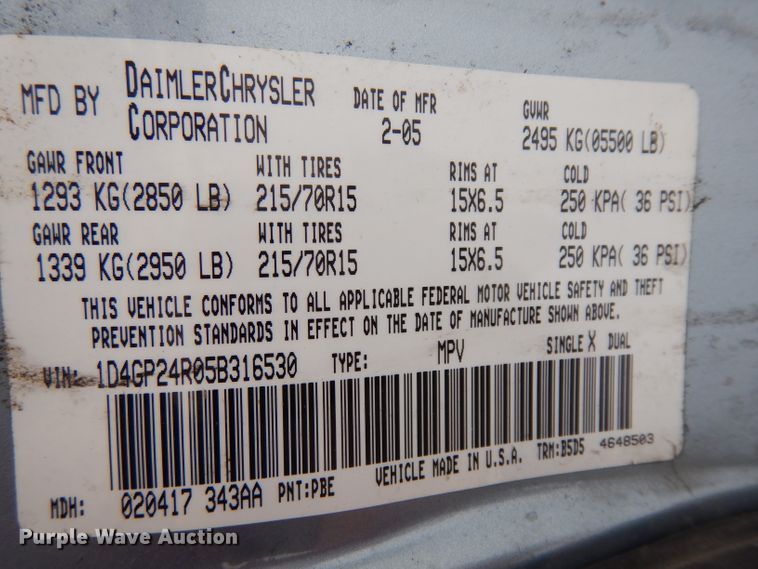 MFD BY DAIMLERCHRYSLER CORPORATION DATE OF MFR 2-05 GVWR 2495 KG(05500 LB)
GAWR FRONT WITH TIRES RIMS AT COLD
1293 KG(2850 LB) 215/70R15 15X6.5 250 KPA( 36 PSI)
GAWR REAR WITH TIRES RIMS AT COLD
1339 KG(2950 LB) 215/70R15 15X6.5 250 KPA( 36 PSI)
THIS VEHICLE CONFORMS TO ALL APPLICABLE FEDERAL MOTOR VEHICLE SAFETY AND THEFT
PREVENTION STANDARDS IN EFFECT ON THE DATE OF MANUFACTURE SHOWN ABOVE.
VIN: 1D4GP24R05B316530 TYPE: MPV SINGLE X DUAL
MDH: 020417 343AA PNT:PBE VEHICLE MADE IN U.S.A. TRM:B5D5 4648503
Purple Wave Auction